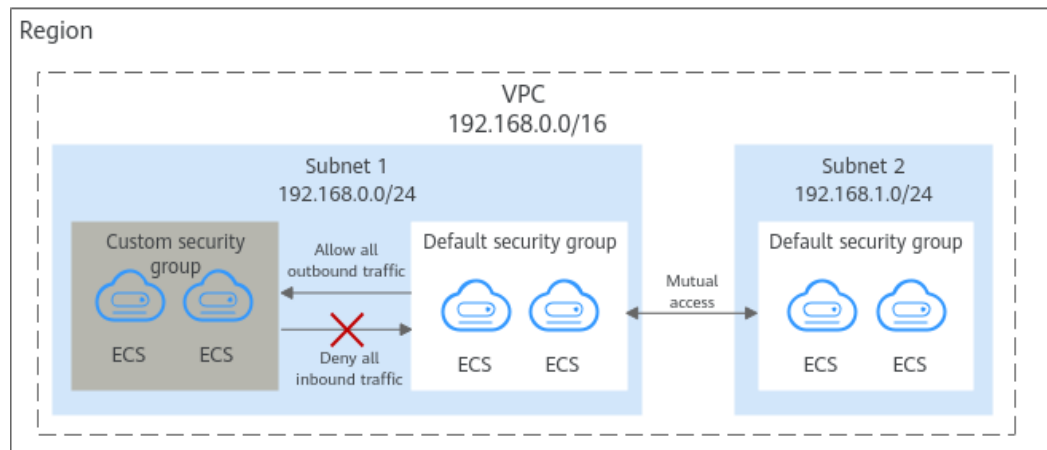 Region
VPC
192.168.0.0/16
Subnet 1
192.168.0.0/24
Custom security
group
ECS
ECS
Allow all
outbound traffic
Deny all
inbound traffic
Default security group
ECS
ECS
Mutual
access
Subnet 2
192.168.1.0/24
Default security group
ECS
ECS